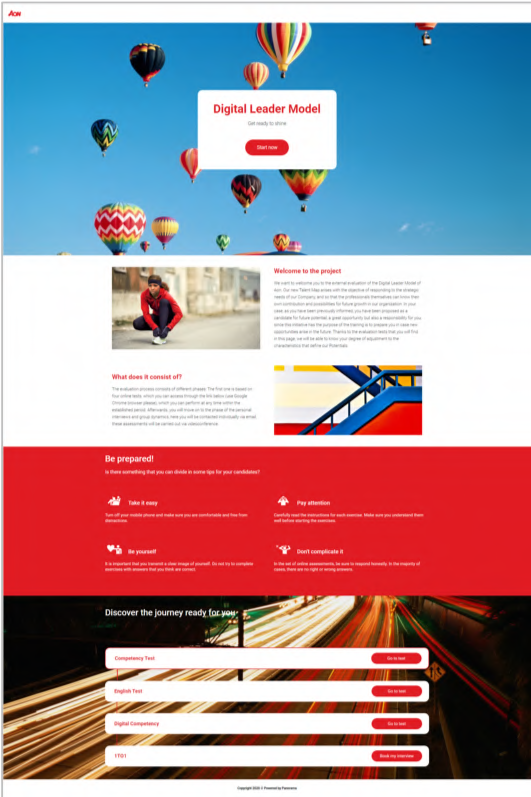 AON
Digital Leader Model
Get ready to shine
Start now
Welcome to the project
We want to welcome you to the external evaluation of the Digital Leader Model of
Aon. Our new Talent Map arises with the objective of responding to the strategic
needs of our Company and so that the professionals themselves can know their
own contribution and possibilities for future growth in our organization. In your
case, as you have been previously informed, you have been proposed as a
candidate for future potential, a great opportunity but also a responsibility for you
since this initiative has the purpose of the training is to prepare you in case new
opportunities arise in the future. Thanks to the evaluation tests that you will find
in this page, we will be able to know your degree of adjustment to the
characteristics that define our Potentials.
What does it consist of?
The evaluation process consists of different phases. The first one is based on
four online tests, which you can access through the link below (use Google
Chrome browser please), which you can perform at any time within the
established period. Afterwards, you will move on to the phase of the personal
interviews and group dynamics, here you will be contacted individually via email.
these assessments will be carried out via videoconference.
Be prepared!
Is there something that you can divide in some tips for your candidates?
Take it easy
Turn off your mobile phone and make sure you are comfortable and free from
distractions.
Pay attention
Carefully read the instructions for each exercise. Make sure you understand them
well before starting the exercises.
Be yourself
It is important that you transmit a clear image of yourself. Do not try to complete
exercises with answers that you think are correct.
Don't complicate it
In the set of online assessments, be sure to respond honestly. In the majority of
cases, there are no right or wrong answers.
Discover the journey ready for you
Competency Test
Go to test
English Test
Go to test
Digital Competency
Go to test
1TO1
Book my interview
Copyright 2020 © Powered by Panorama